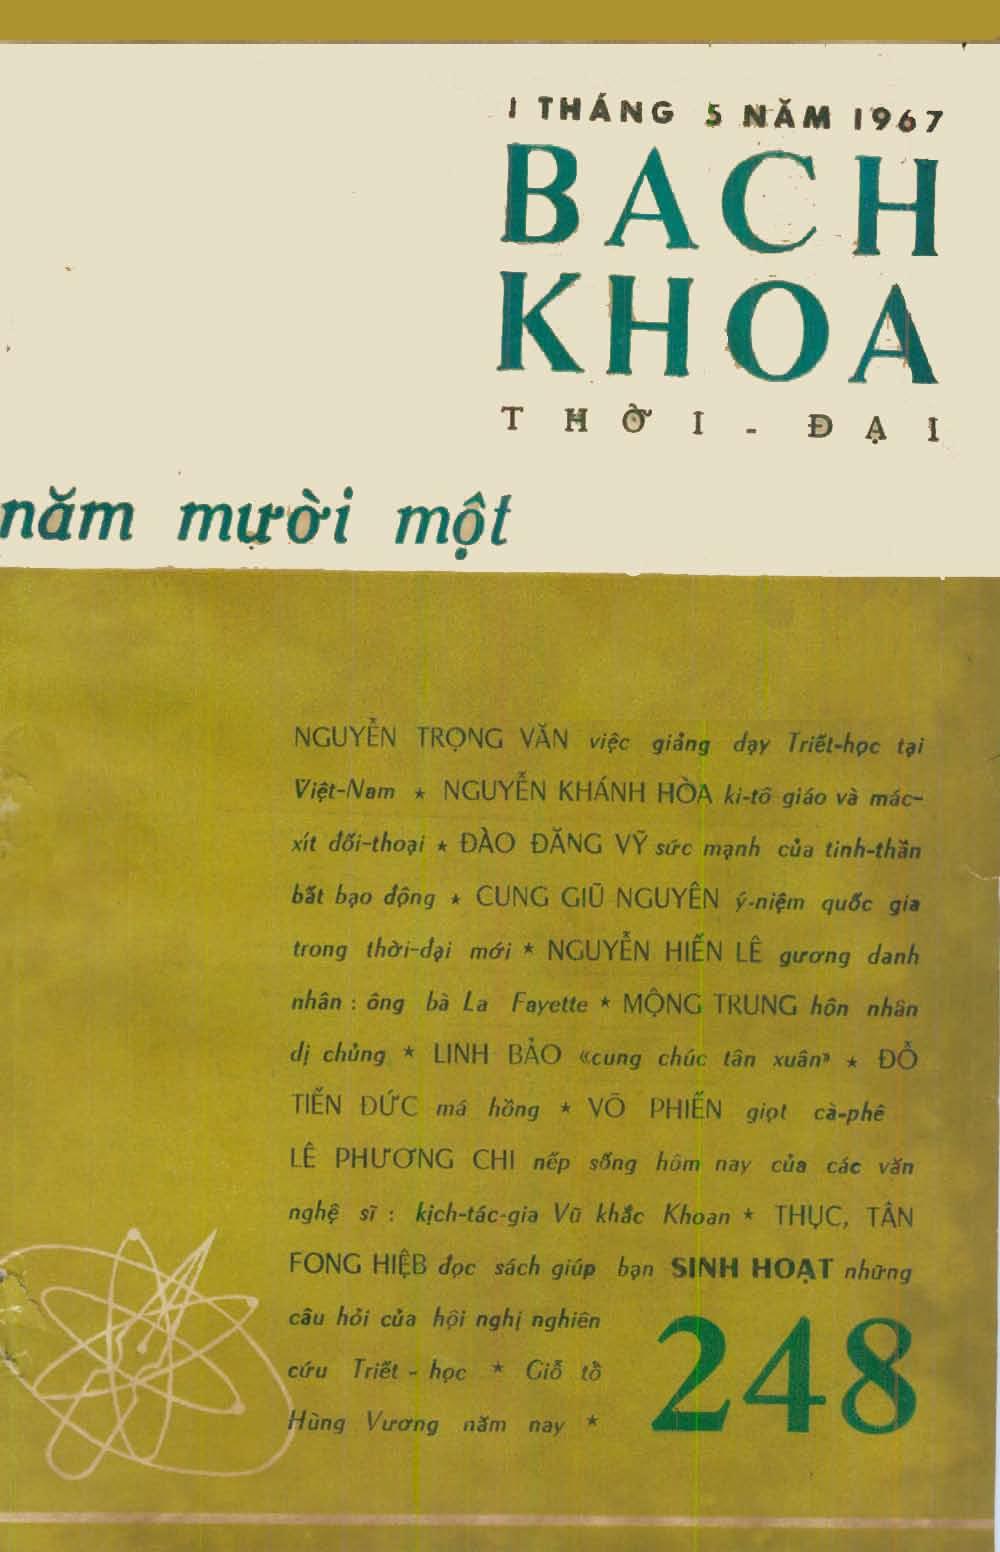 1 THÁNG 5 NĂM 1967
BACH
KHOA
THỜI-ĐẠI
năm mười một
NGUYỄN TRỌNG VĂN việc giảng dạy Triết-học tại
Việt-Nam ★ NGUYỄN KHÁNH HÒA ki-tô giáo và mác-
xít đối-thoại ★ ĐÀO ĐĂNG VỸ sức mạnh của tinh-thần
bất bạo động ★ CUNG GIŨ NGUYÊN ý-niệm quốc gia
trong thời-đại mới ★ NGUYỄN HIẾN LÊ gương danh
nhân : ông bà La Fayette ★ MỘNG TRUNG hôn nhân
dị chủng ★ LINH BẢO «cung chúc tân xuân» ★ ĐỖ
TIẾN ĐỨC má hồng ★ VÕ PHIẾN giọt cà-phê
LÊ PHƯƠNG CHI nếp sống hôm nay của các văn
nghệ sĩ : kịch-tác-gia Vũ khắc Khoan ★ THỤC, TÂN
FONG HIỆB đọc sách giúp bạn SINH HOẠT những
câu hỏi của hội nghị nghiên
cứu Triết - học ★ Giỗ tổ
Hùng Vương năm nay ★
248